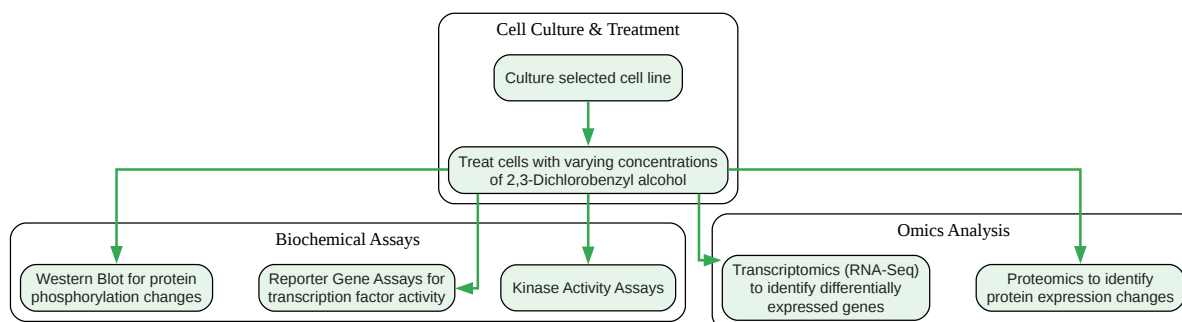 Cell Culture & Treatment
Culture selected cell line
Treat cells with varying concentrations
of 2,3-Dichlorobenzyl alcohol
Biochemical Assays
Western Blot for protein
phosphorylation changes
Reporter Gene Assays for
transcription factor activity
Kinase Activity Assays
Omics Analysis
Transcriptomics (RNA-Seq)
to identify differentially
expressed genes
Proteomics to identify
protein expression changes